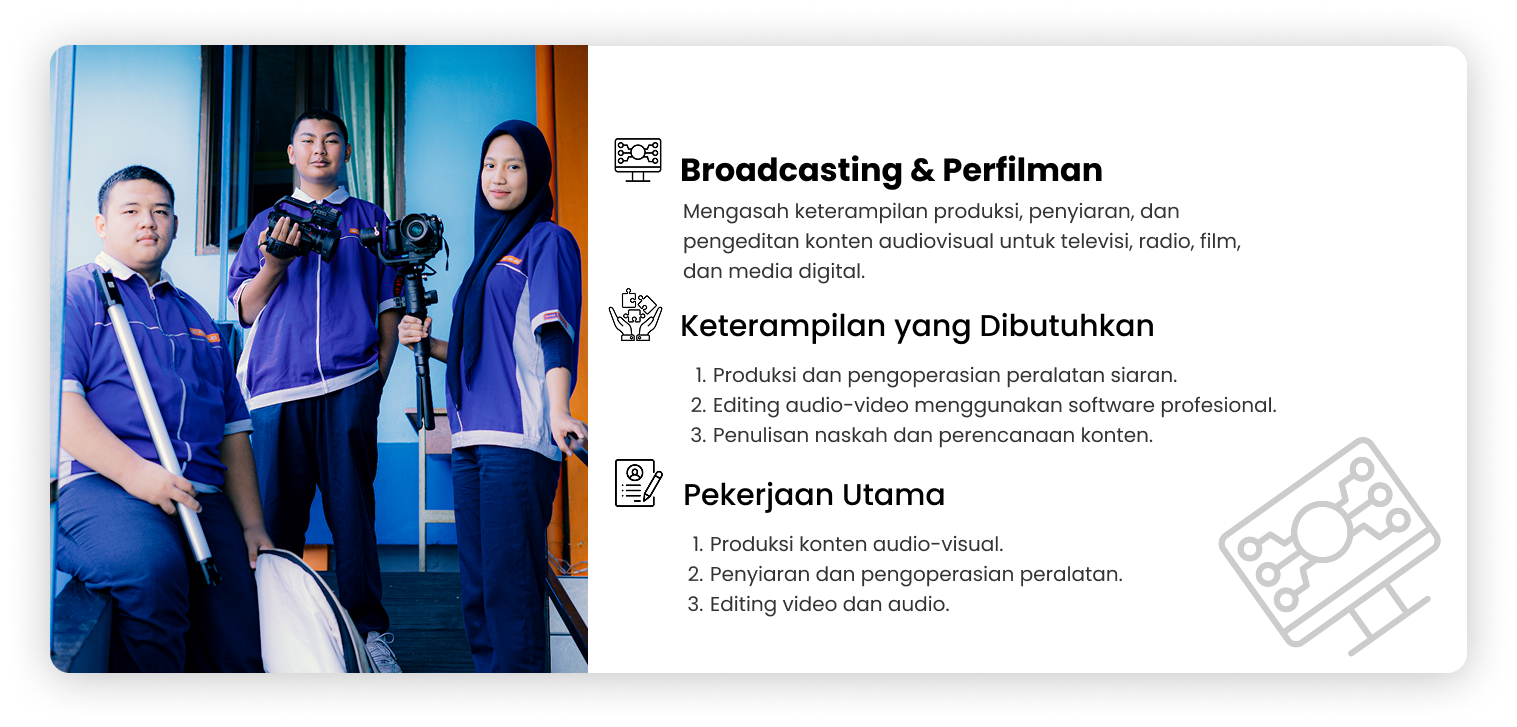 Broadcasting & Perfilman
Mengasah keterampilan produksi, penyiaran, dan
pengeditan konten audiovisual untuk televisi, radio, film,
dan media digital.
Keterampilan yang Dibutuhkan
1. Produksi dan pengoperasian peralatan siaran.
2. Editing audio-video menggunakan software profesional.
3. Penulisan naskah dan perencanaan konten.
Pekerjaan Utama
1. Produksi konten audio-visual.
2. Penyiaran dan pengoperasian peralatan.
3. Editing video dan audio.